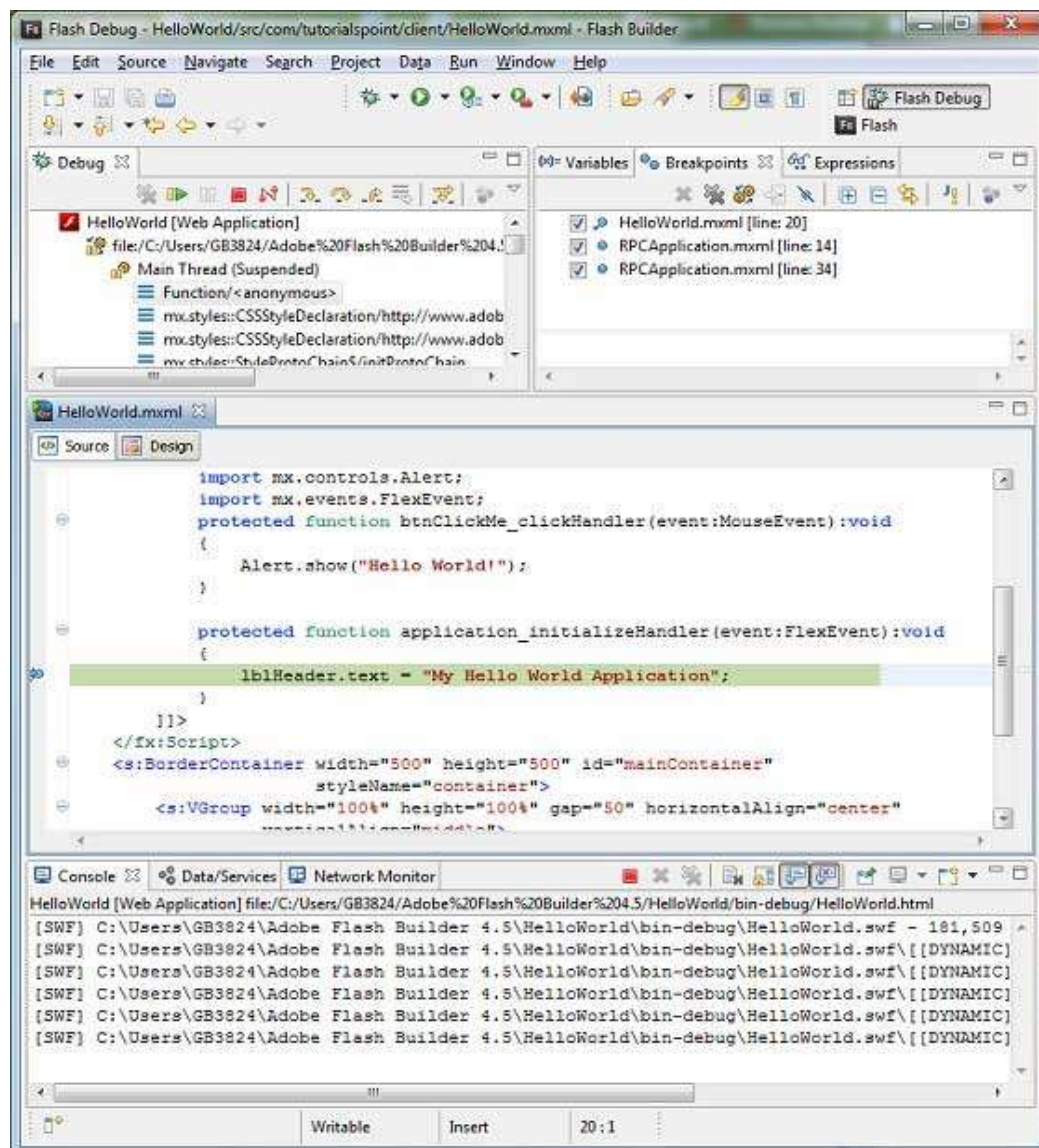 Flash Debug - HelloWorld/src/com/tutorialspoint/client/HelloWorld.mxml - Flash Builder
File Edit Source Navigate Search Project Data Run Window Help
Flash Debug
Flash
Debug
HelloWorld [Web Application]
file:/C:/Users/GB3824/Adobe%20Flash%20Builder%204.
Main Thread (Suspended)
Function/<anonymous>
mx.styles::CSSStyleDeclaration/http://www.adob
mx.styles::CSSStyleDeclaration/http://www.adob
mx.styles::StyleProtoChain$/initProtoChain
(x)= Variables Breakpoints Expressions
HelloWorld.mxml [line: 20]
RPCApplication.mxml [line: 14]
RPCApplication.mxml [line: 34]
HelloWorld.mxml
Source Design
import mx.controls.Alert;
import mx.events.FlexEvent;
protected function btnClickMe_clickHandler(event:MouseEvent):void
{
Alert.show("Hello World!");
}
protected function application_initializeHandler(event:FlexEvent):void
{
lblHeader.text = "My Hello World Application";
}
]]>
</fx:Script>
<s:BorderContainer width="500" height="500" id="mainContainer"
styleName="container">
<s:VGroup width="100%" height="100%" gap="50" horizontalAlign="center"
verticalAlign="middle">
Console Data/Services Network Monitor
HelloWorld [Web Application] file:/C:/Users/GB3824/Adobe%20Flash%20Builder%204.5/HelloWorld/bin-debug/HelloWorld.html
[SWF] C:\Users\GB3824\Adobe Flash Builder 4.5\HelloWorld\bin-debug\HelloWorld.swf - 181,509
[SWF] C:\Users\GB3824\Adobe Flash Builder 4.5\HelloWorld\bin-debug\HelloWorld.swf\[[DYNAMIC]
[SWF] C:\Users\GB3824\Adobe Flash Builder 4.5\HelloWorld\bin-debug\HelloWorld.swf\[[DYNAMIC]
[SWF] C:\Users\GB3824\Adobe Flash Builder 4.5\HelloWorld\bin-debug\HelloWorld.swf\[[DYNAMIC]
[SWF] C:\Users\GB3824\Adobe Flash Builder 4.5\HelloWorld\bin-debug\HelloWorld.swf\[[DYNAMIC]
[SWF] C:\Users\GB3824\Adobe Flash Builder 4.5\HelloWorld\bin-debug\HelloWorld.swf\[[DYNAMIC]
Writable Insert 20 : 1